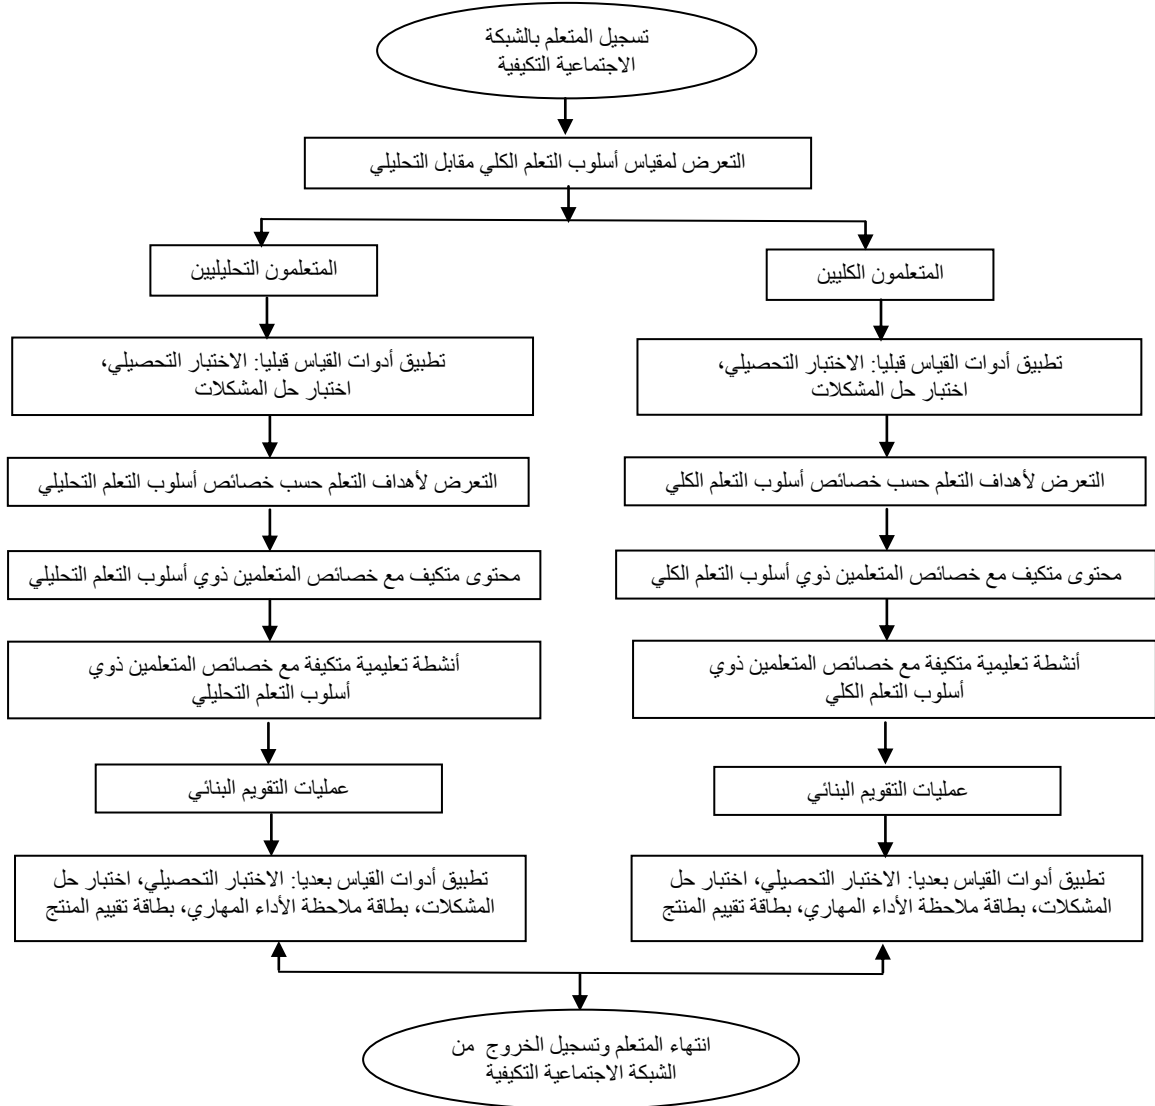 تسجيل المتعلم بالشبكة
الاجتماعية التكيفية
التعرض لمقياس أسلوب التعلم الكلي مقابل التحليلي
المتعلمون الكليين
المتعلمون التحليليين
تطبيق أدوات القياس قبليا: الاختبار التحصيلي،
اختبار حل المشكلات
تطبيق أدوات القياس قبليا: الاختبار التحصيلي،
اختبار حل المشكلات
التعرض لأهداف التعلم حسب خصائص أسلوب التعلم الكلي
التعرض لأهداف التعلم حسب خصائص أسلوب التعلم التحليلي
محتوى متكيف مع خصائص المتعلمين ذوي أسلوب التعلم الكلي
محتوى متكيف مع خصائص المتعلمين ذوي أسلوب التعلم التحليلي
أنشطة تعليمية متكيفة مع خصائص المتعلمين ذوي
أسلوب التعلم الكلي
أنشطة تعليمية متكيفة مع خصائص المتعلمين ذوي
أسلوب التعلم التحليلي
عمليات التقويم البنائي
عمليات التقويم البنائي
تطبيق أدوات القياس بعديا: الاختبار التحصيلي، اختبار حل
المشكلات، بطاقة ملاحظة الأداء المهاري، بطاقة تقييم المنتج
تطبيق أدوات القياس بعديا: الاختبار التحصيلي، اختبار حل
المشكلات، بطاقة ملاحظة الأداء المهاري، بطاقة تقييم المنتج
انتهاء المتعلم وتسجيل الخروج من
الشبكة الاجتماعية التكيفية